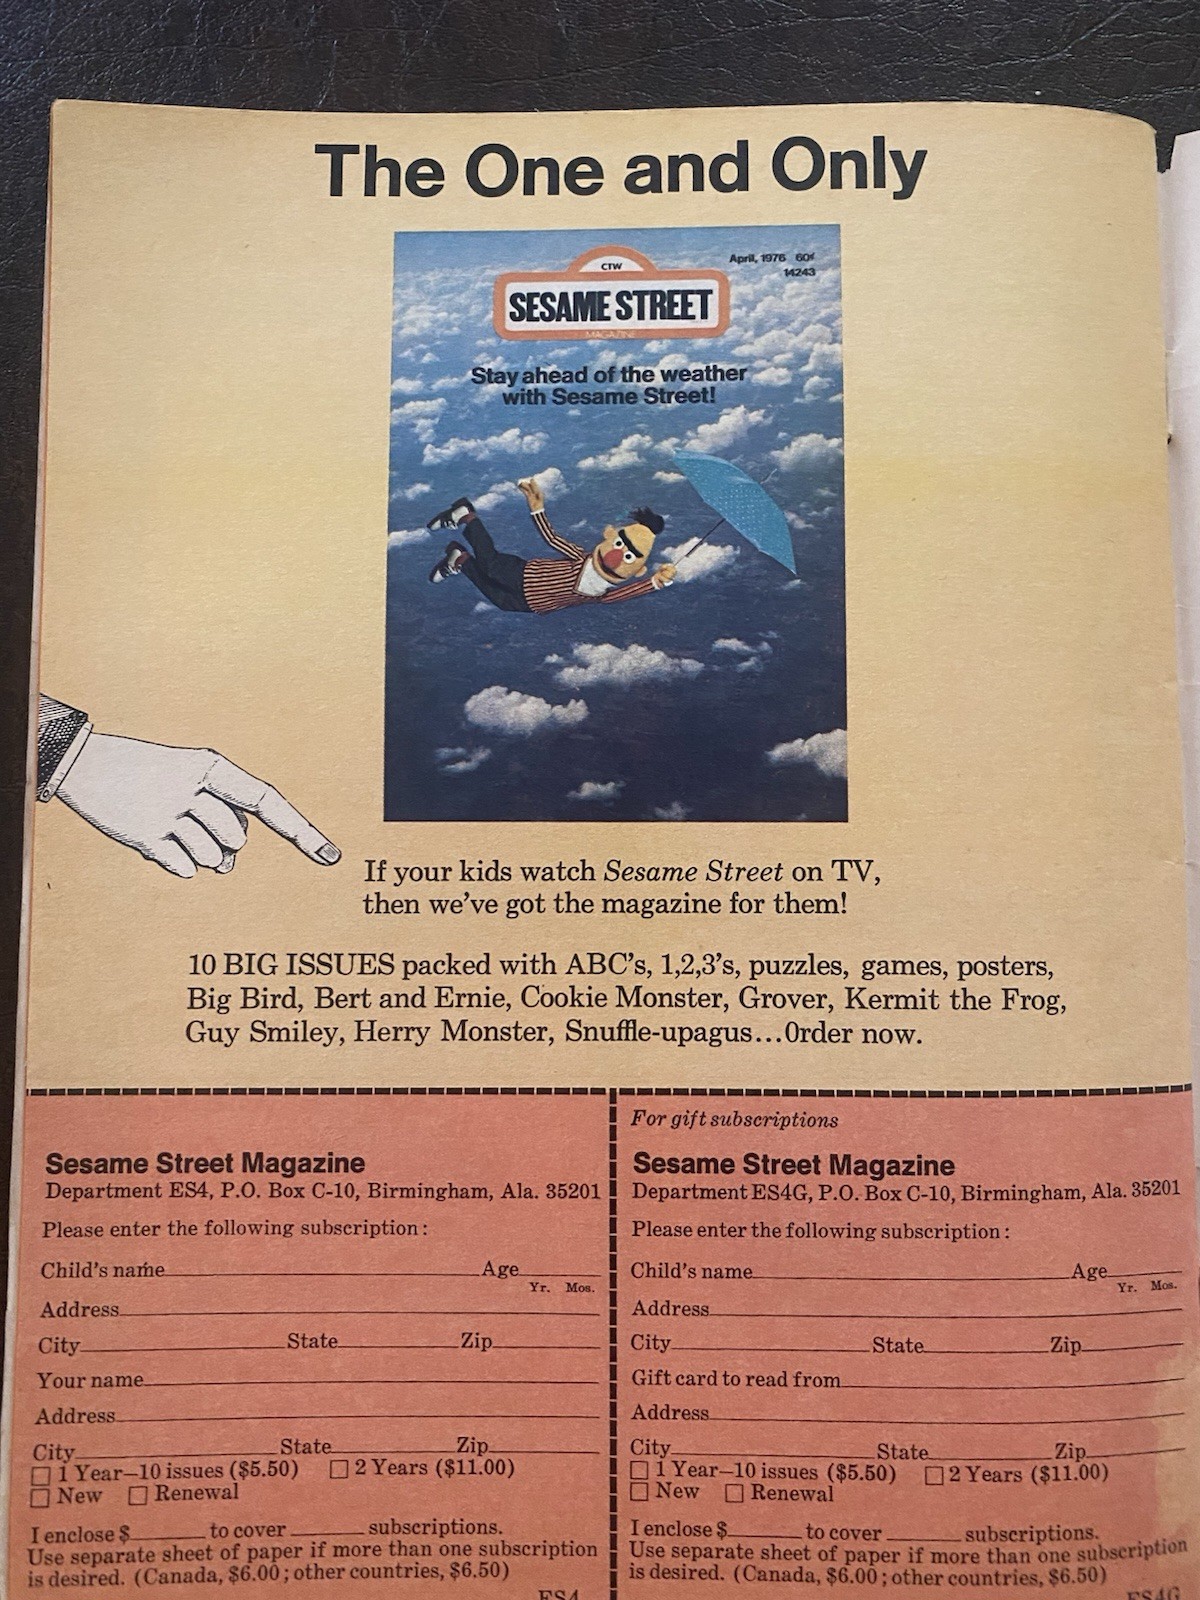 The One and Only
CTW
April, 1976 60¢
14243
SESAME STREET
MAGAZINE
Stay ahead of the weather
with Sesame Street!
If your kids watch Sesame Street on TV,
then we've got the magazine for them!
10 BIG ISSUES packed with ABC's, 1,2,3's, puzzles, games, posters,
Big Bird, Bert and Ernie, Cookie Monster, Grover, Kermit the Frog,
Guy Smiley, Herry Monster, Snuffle-upagus...Order now.
Sesame Street Magazine
Department ES4, P.O. Box C-10, Birmingham, Ala. 35201
Please enter the following subscription:
Child's name Age
Yr. Mos.
Address
City State Zip
Your name
Address
City State Zip
1 Year–10 issues ($5.50) 2 Years ($11.00)
New Renewal
I enclose $ to cover subscriptions.
Use separate sheet of paper if more than one subscription
is desired. (Canada, $6.00; other countries, $6.50)
ES4
For gift subscriptions
Sesame Street Magazine
Department ES4G, P.O. Box C-10, Birmingham, Ala. 35201
Please enter the following subscription:
Child's name Age
Yr. Mos.
Address
City State Zip
Gift card to read from
Address
City State Zip
1 Year–10 issues ($5.50) 2 Years ($11.00)
New Renewal
I enclose $ to cover subscriptions.
Use separate sheet of paper if more than one subscription
is desired. (Canada, $6.00; other countries, $6.50)
ES4G